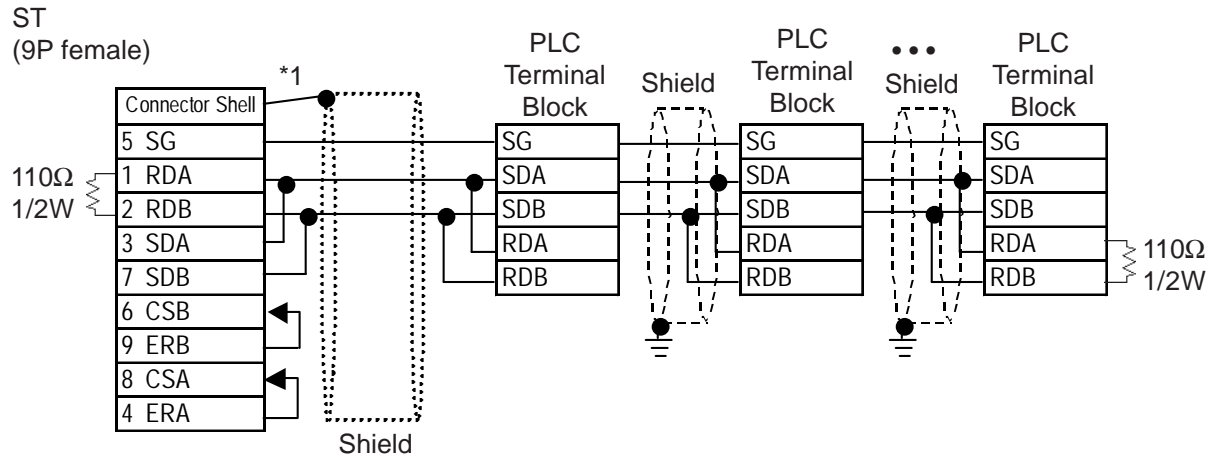 ST
(9P female)
*1
Connector Shell
5 SG
1 RDA
2 RDB
3 SDA
7 SDB
6 CSB
9 ERB
8 CSA
4 ERA
110Ω
1/2W
Shield
PLC
Terminal
Block
SG
SDA
SDB
RDA
RDB
Shield
PLC
Terminal
Block
SG
SDA
SDB
RDA
RDB
•••
Shield
PLC
Terminal
Block
SG
SDA
SDB
RDA
RDB
110Ω
1/2W